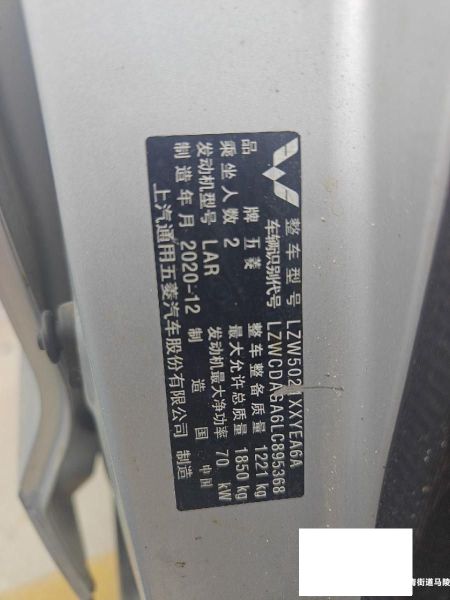 整车型号
车辆识别代号 LZWCDAGA6LC895368
品牌 五菱 整车整备质量 1221 kg
乘坐人数 2 最大允许总质量 1850 kg
发动机型号 LAR 发动机最大净功率 70 kW
制造年月 2020-12 制造国 中国
上汽通用五菱汽车股份有限公司 制造
街道马陵